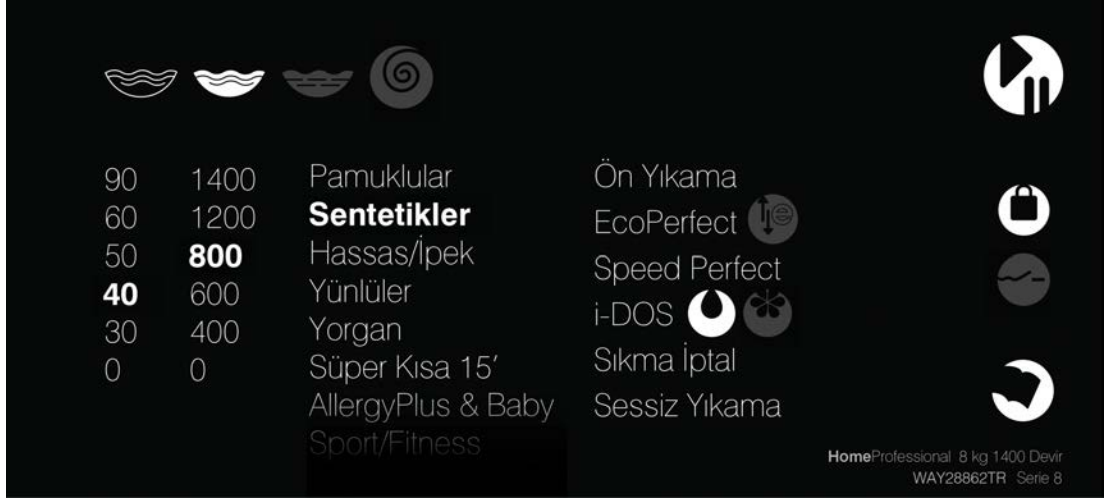 90
60
50
40
30
0
1400
1200
800
600
400
0
Pamuklular
Sentetikler
Hassas/İpek
Yünlüler
Yorgan
Süper Kısa 15’
AllergyPlus & Baby
Sport/Fitness
Ön Yıkama
EcoPerfect e
Speed Perfect
i-DOS
Sıkma İptal
Sessiz Yıkama
HomeProfessional 8 kg 1400 Devir
WAY28862TR Serie 8